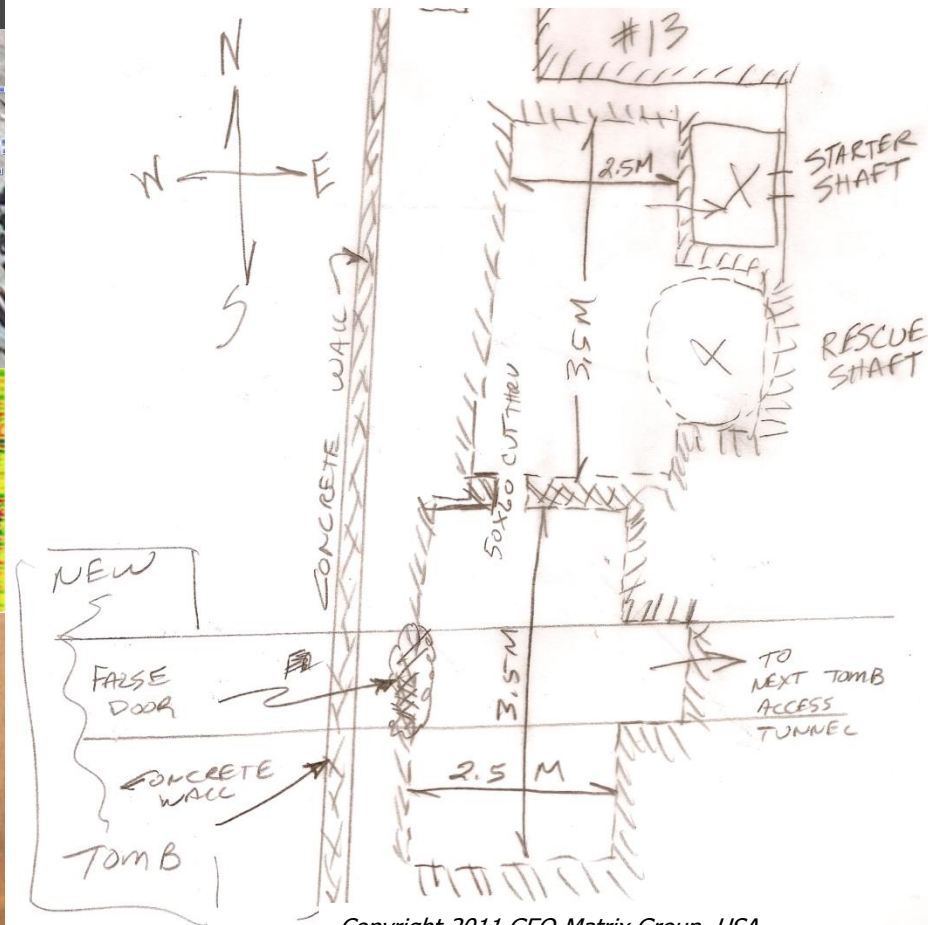 #13
N
W E
S
2.5M
X
STARTER
SHAFT
CONCRETE WALL
3.5M
X
RESCUE
SHAFT
50X60 CUT THRU
NEW
FALSE
DOOR
3.5M
TO
NEXT TOMB
ACCESS
TUNNEL
CONCRETE
WALL
2.5 M
TOMB
Copyright 2011 GEO Matrix Group, USA